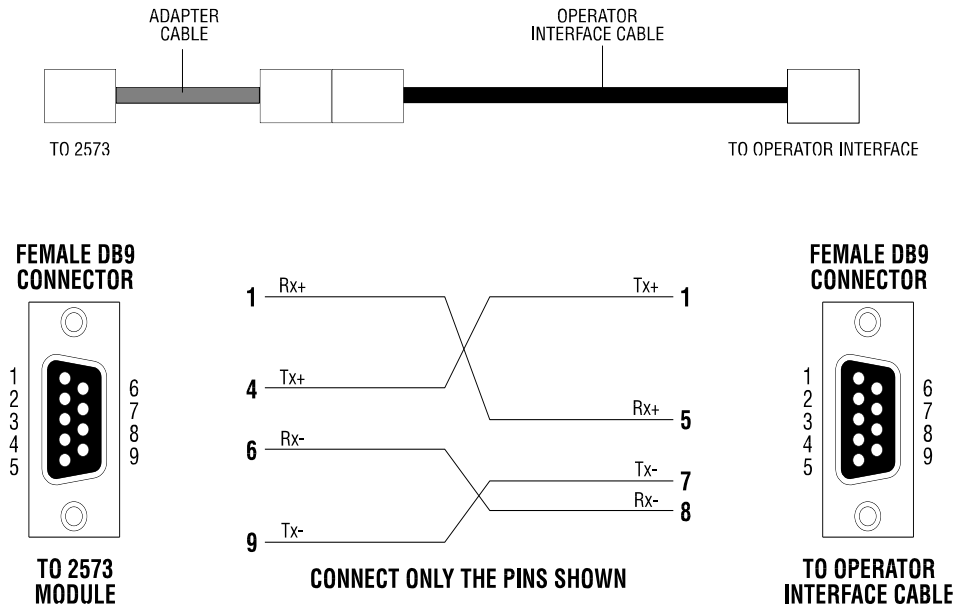 ADAPTER
CABLE
OPERATOR
INTERFACE CABLE
TO 2573
TO OPERATOR INTERFACE
FEMALE DB9
CONNECTOR
1
2
3
4
5
6
7
8
9
TO 2573
MODULE
1 Rx+
4 Tx+
6 Rx-
9 Tx-
Tx+ 1
Rx+ 5
Tx- 7
Rx- 8
CONNECT ONLY THE PINS SHOWN
FEMALE DB9
CONNECTOR
1
2
3
4
5
6
7
8
9
TO OPERATOR
INTERFACE CABLE